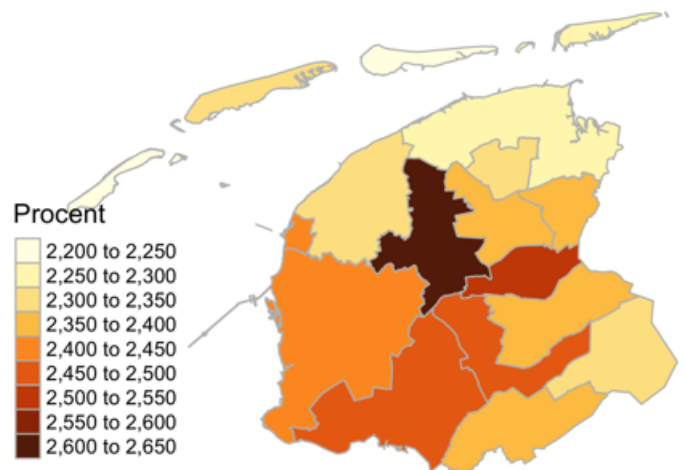 Procent
2,200 to 2,250
2,250 to 2,300
2,300 to 2,350
2,350 to 2,400
2,400 to 2,450
2,450 to 2,500
2,500 to 2,550
2,550 to 2,600
2,600 to 2,650